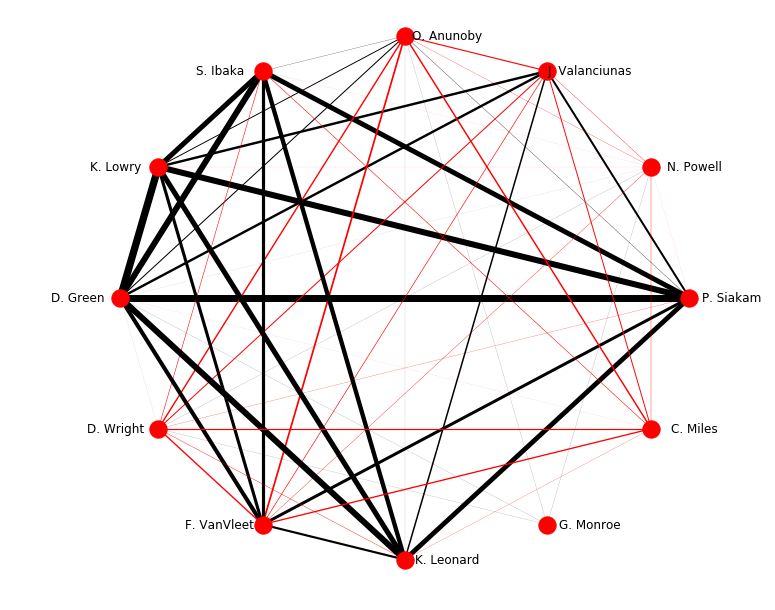 O. Anunoby
S. Ibaka
J. Valanciunas
K. Lowry
N. Powell
D. Green
P. Siakam
D. Wright
C. Miles
F. VanVleet
G. Monroe
K. Leonard